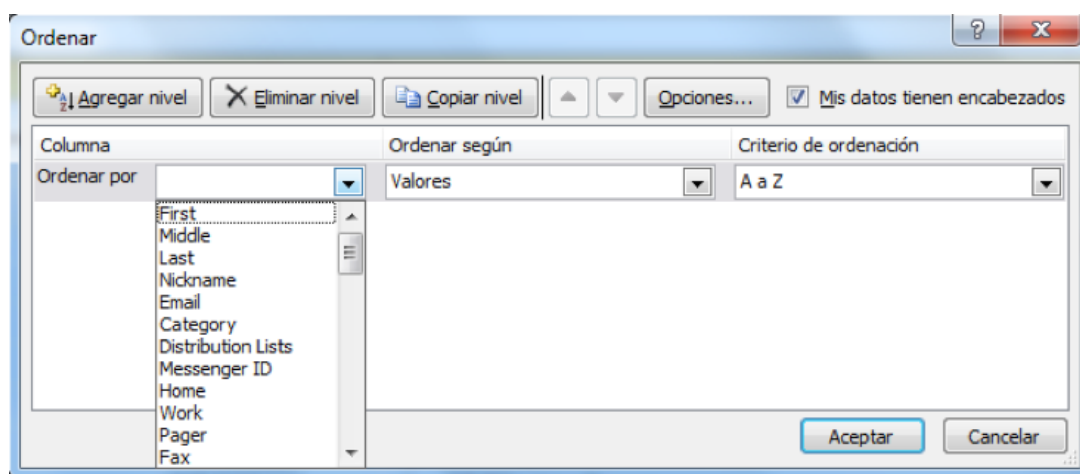 Ordenar
Agregar nivel Eliminar nivel Copiar nivel Opciones... Mis datos tienen encabezados
Columna Ordenar según Criterio de ordenación
Ordenar por Valores A a Z
First
Middle
Last
Nickname
Email
Category
Distribution Lists
Messenger ID
Home
Work
Pager
Fax
Aceptar Cancelar